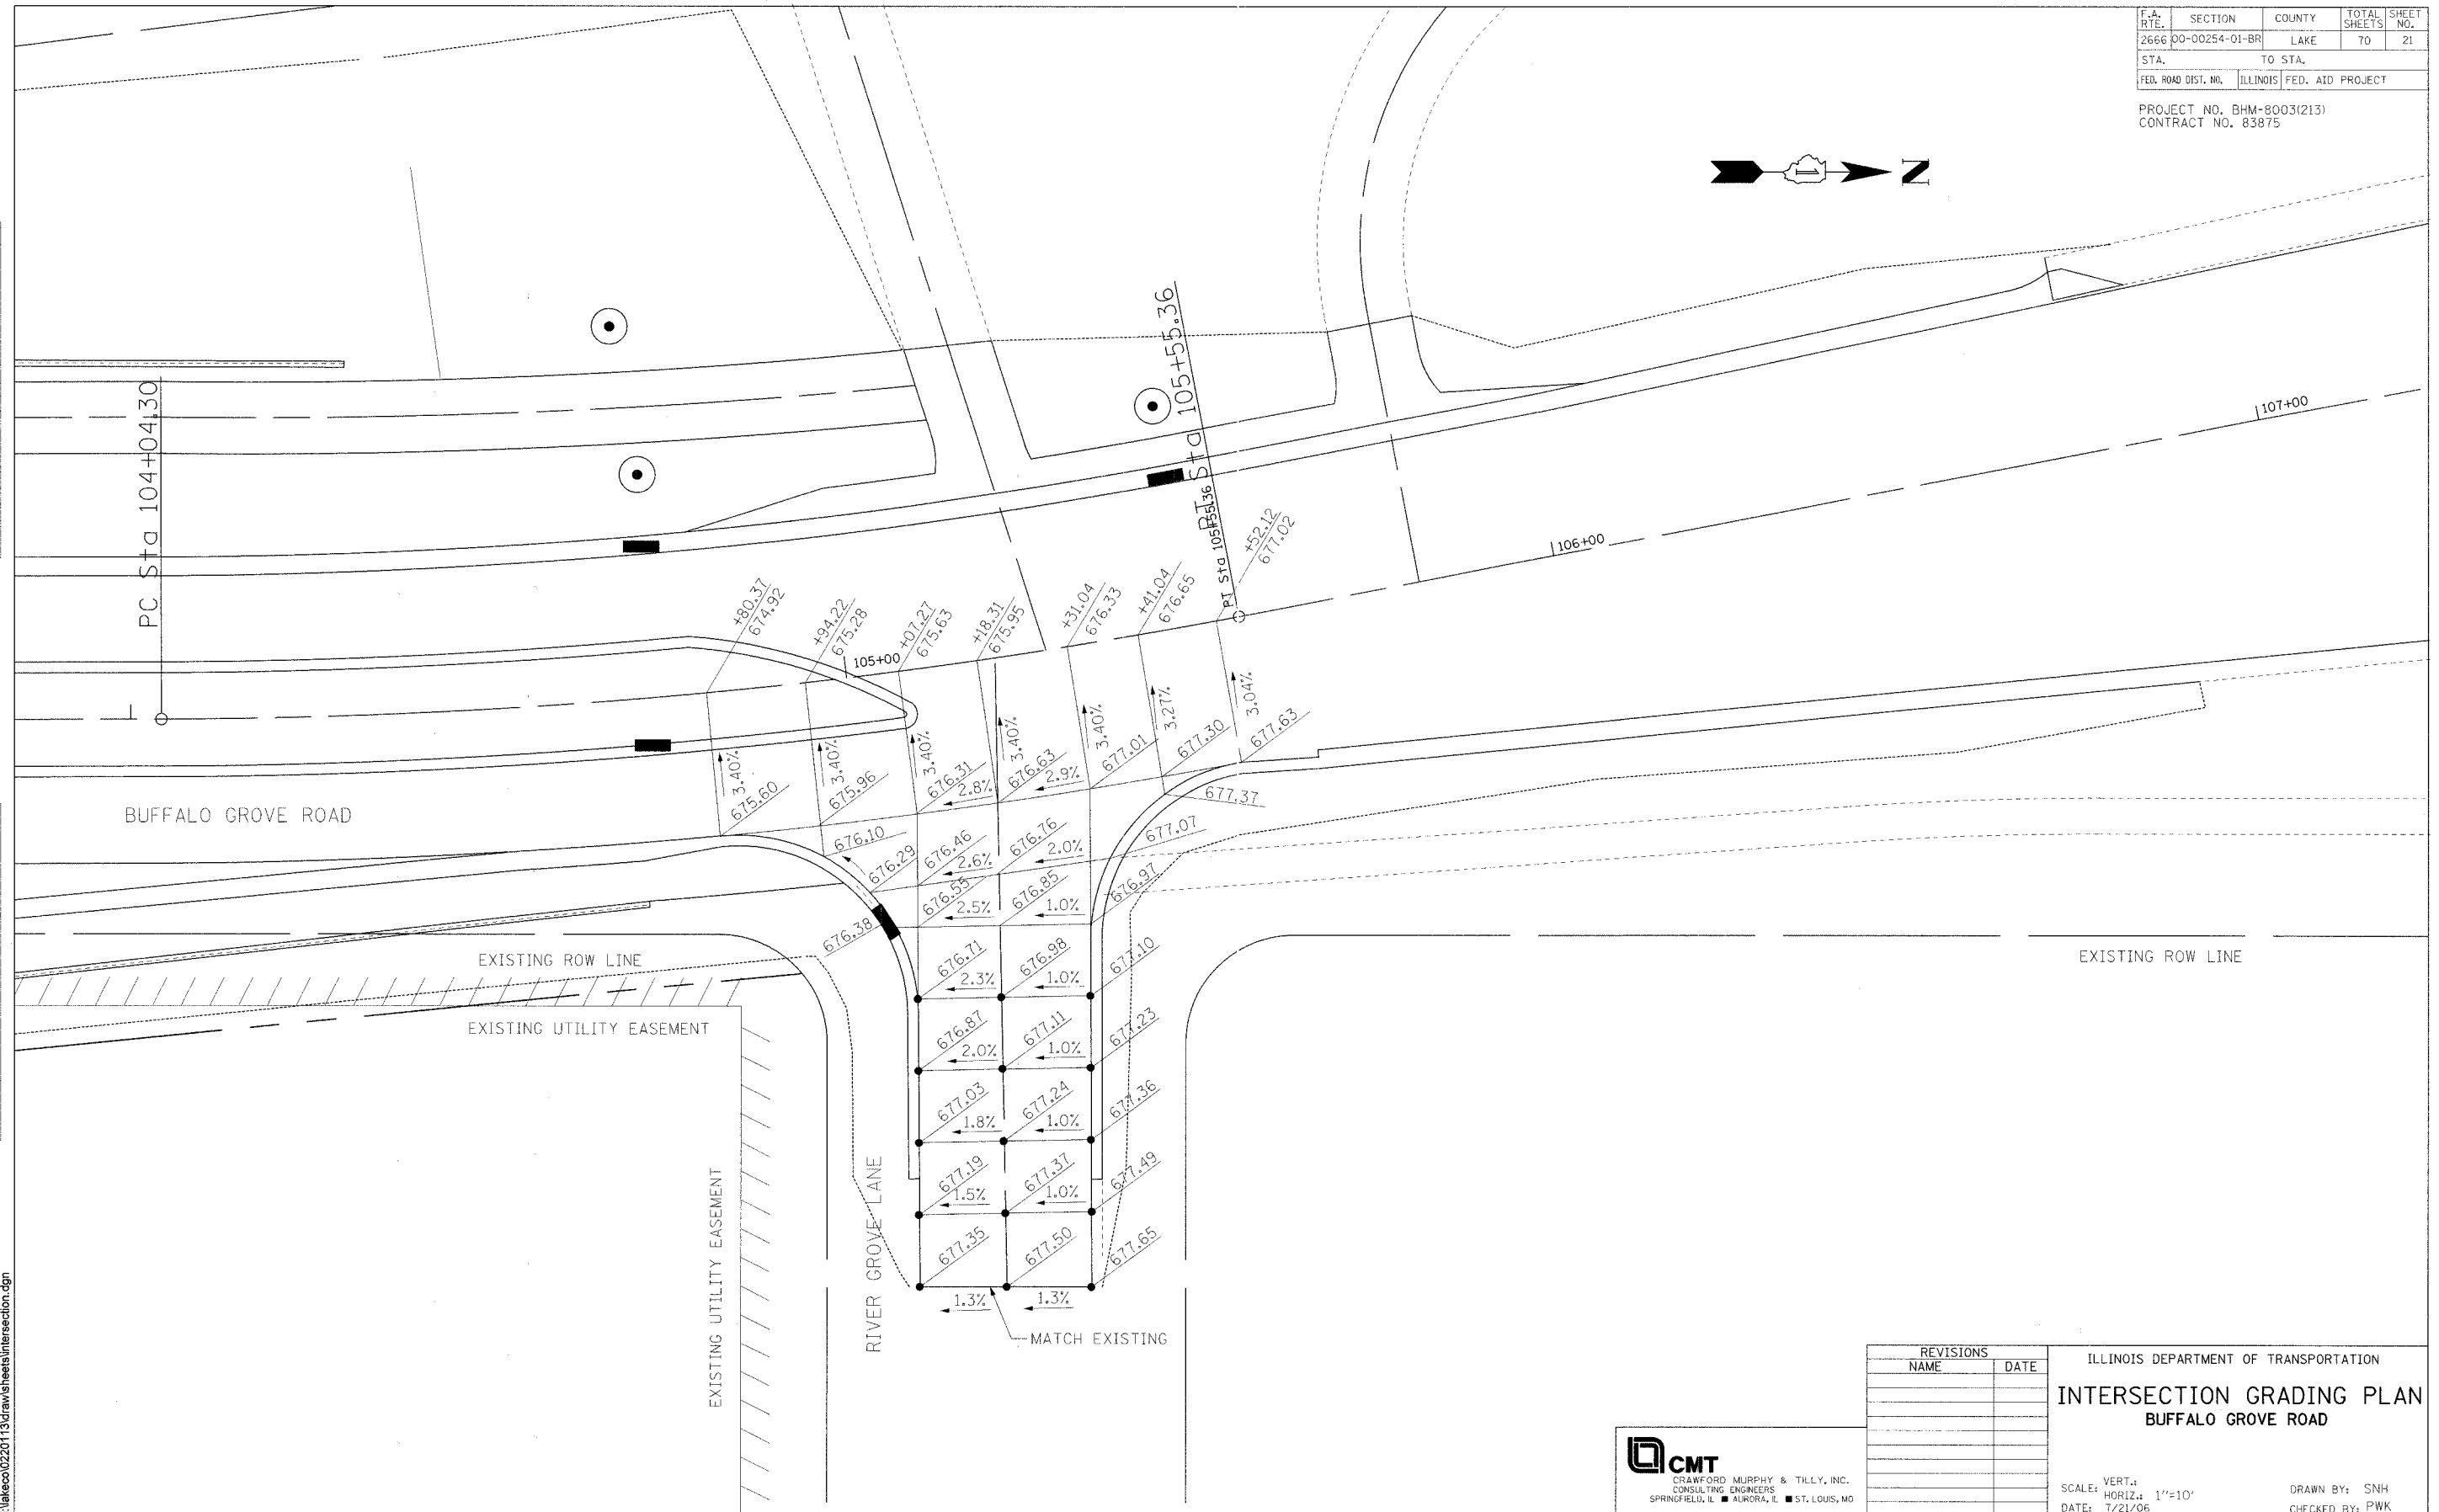 F.A. RTE. SECTION COUNTY TOTAL SHEETS SHEET NO.
2666 00-00254-01-BR LAKE 70 21
STA. TO STA.
FED. ROAD DIST. NO. ILLINOIS FED. AID PROJECT
PROJECT NO. BHM-8003(213)
CONTRACT NO. 83875
1
N
PC Sta 104+04.30
PT Sta 105+55.36
PT Sta 105+55.36
107+00
106+00
105+00
+80.37
674.92
+94.22
675.28
+07.27
675.63
+18.31
675.95
+31.04
676.33
+41.04
676.65
+52.12
677.02
3.40%
3.40%
3.40%
3.40%
3.40%
3.27%
3.04%
675.60
675.96
676.31
676.63
677.01
677.30
677.63
2.8%
2.9%
677.37
BUFFALO GROVE ROAD
676.10
676.29
676.46
676.76
677.07
2.6%
2.0%
676.38
676.55
676.85
676.97
2.5%
1.0%
676.71
676.98
677.10
2.3%
1.0%
EXISTING ROW LINE
EXISTING ROW LINE
EXISTING UTILITY EASEMENT
676.87
677.11
677.23
2.0%
1.0%
677.03
677.24
677.36
1.8%
1.0%
677.19
677.37
677.49
1.5%
1.0%
677.35
677.50
677.65
1.3%
1.3%
MATCH EXISTING
EXISTING UTILITY EASEMENT
RIVER GROVE LANE
:\lakeco\0220113\draw\sheets\intersection.dgn
CMT
CRAWFORD MURPHY & TILLY, INC.
CONSULTING ENGINEERS
SPRINGFIELD, IL ■ AURORA, IL ■ ST. LOUIS, MO
REVISIONS
NAME DATE
ILLINOIS DEPARTMENT OF TRANSPORTATION
INTERSECTION GRADING PLAN
BUFFALO GROVE ROAD
SCALE: VERT.:
HORIZ.: 1"=10'
DATE: 7/21/06
DRAWN BY: SNH
CHECKED BY: PWK